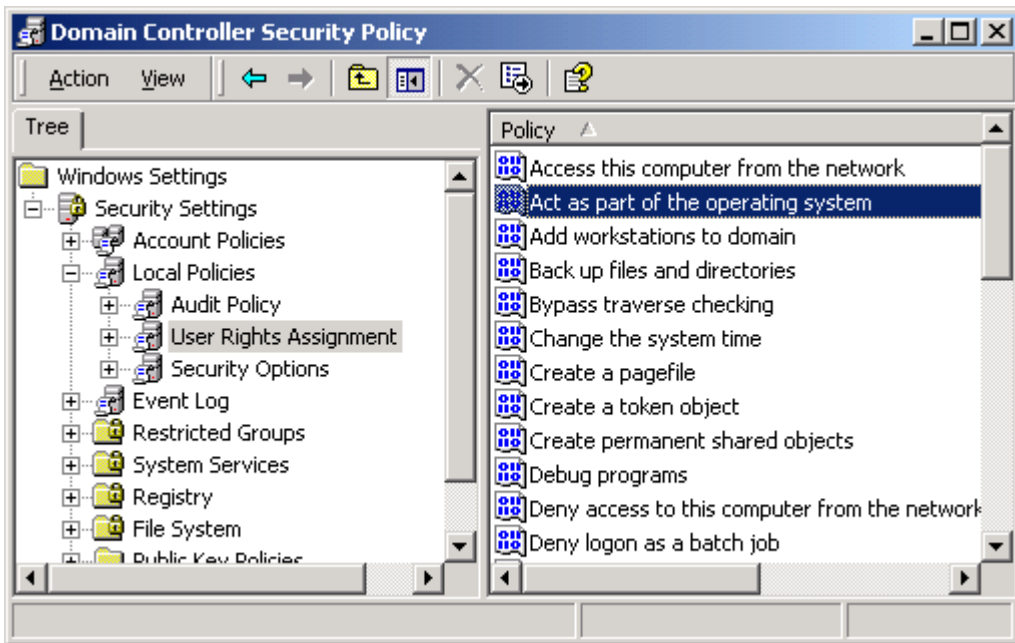 Domain Controller Security Policy
Action View
Tree
Windows Settings
Security Settings
Account Policies
Local Policies
Audit Policy
User Rights Assignment
Security Options
Event Log
Restricted Groups
System Services
Registry
File System
Public Key Policies
Policy
Access this computer from the network
Act as part of the operating system
Add workstations to domain
Back up files and directories
Bypass traverse checking
Change the system time
Create a pagefile
Create a token object
Create permanent shared objects
Debug programs
Deny access to this computer from the network
Deny logon as a batch job